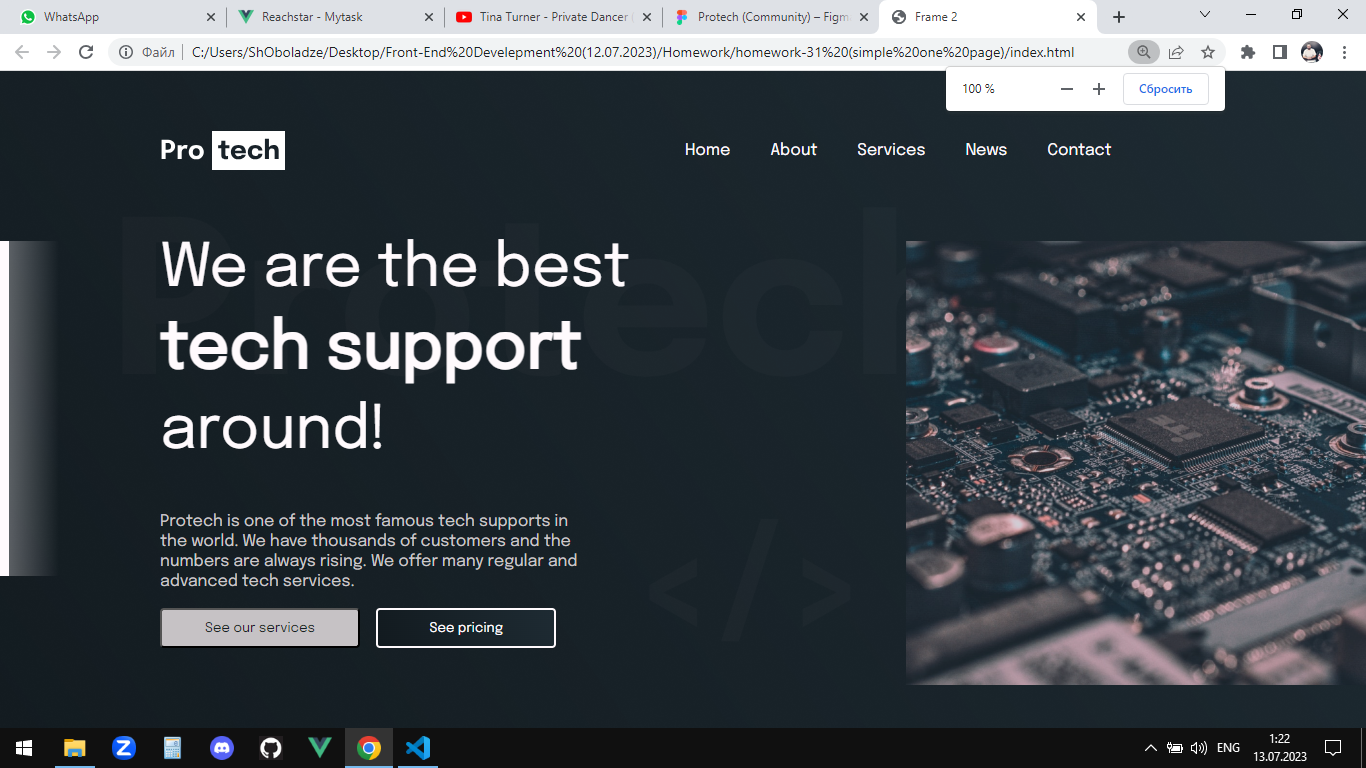 WhatsApp
Reachstar - Mytask
Tina Turner - Private Dancer (
Protech (Community) – Figm
Frame 2
Файл
C:/Users/ShOboladze/Desktop/Front-End%20Develepment%20(12.07.2023)/Homework/homework-31%20(simple%20one%20page)/index.html
100 %
Сбросить
Pro tech
Home
About
Services
News
Contact
Protech
We are the best
tech support
around!
Protech is one of the most famous tech supports in
the world. We have thousands of customers and the
numbers are always rising. We offer many regular and
advanced tech services.
</>
See our services
See pricing
ENG
1:22
13.07.2023